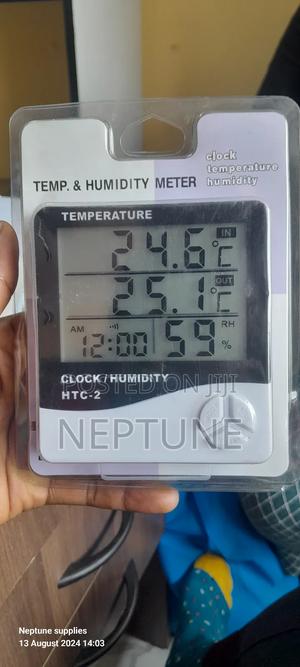 clock
temperature
humidity
TEMP. & HUMIDITY METER
TEMPERATURE
IN
24.6°C
OUT
25.1°C
AM
RH
12:00 59 %
POSTED ON JIJI
CLOCK/HUMIDITY
HTC-2
NEPTUNE
Neptune supplies
13 August 2024 14:03